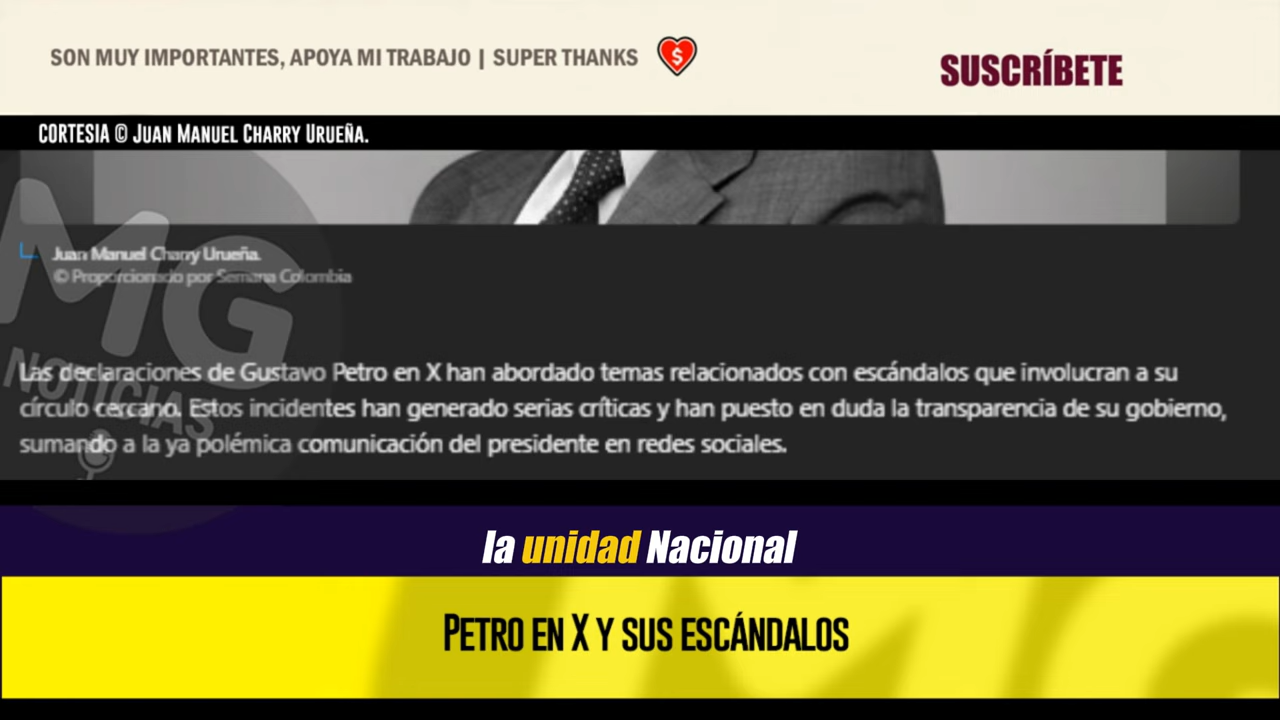 SON MUY IMPORTANTES, APOYA MI TRABAJO | SUPER THANKS
$
SUSCRÍBETE
CORTESIA © JUAN MANUEL CHARRY URUEÑA.
Juan Manuel Charry Urueña.
© Proporcionado por Semana Colombia
MG
NOTICIAS
Las declaraciones de Gustavo Petro en X han abordado temas relacionados con escándalos que involucran a su
círculo cercano. Estos incidentes han generado serias críticas y han puesto en duda la transparencia de su gobierno,
sumando a la ya polémica comunicación del presidente en redes sociales.
la unidad Nacional
PETRO EN X Y SUS ESCÁNDALOS